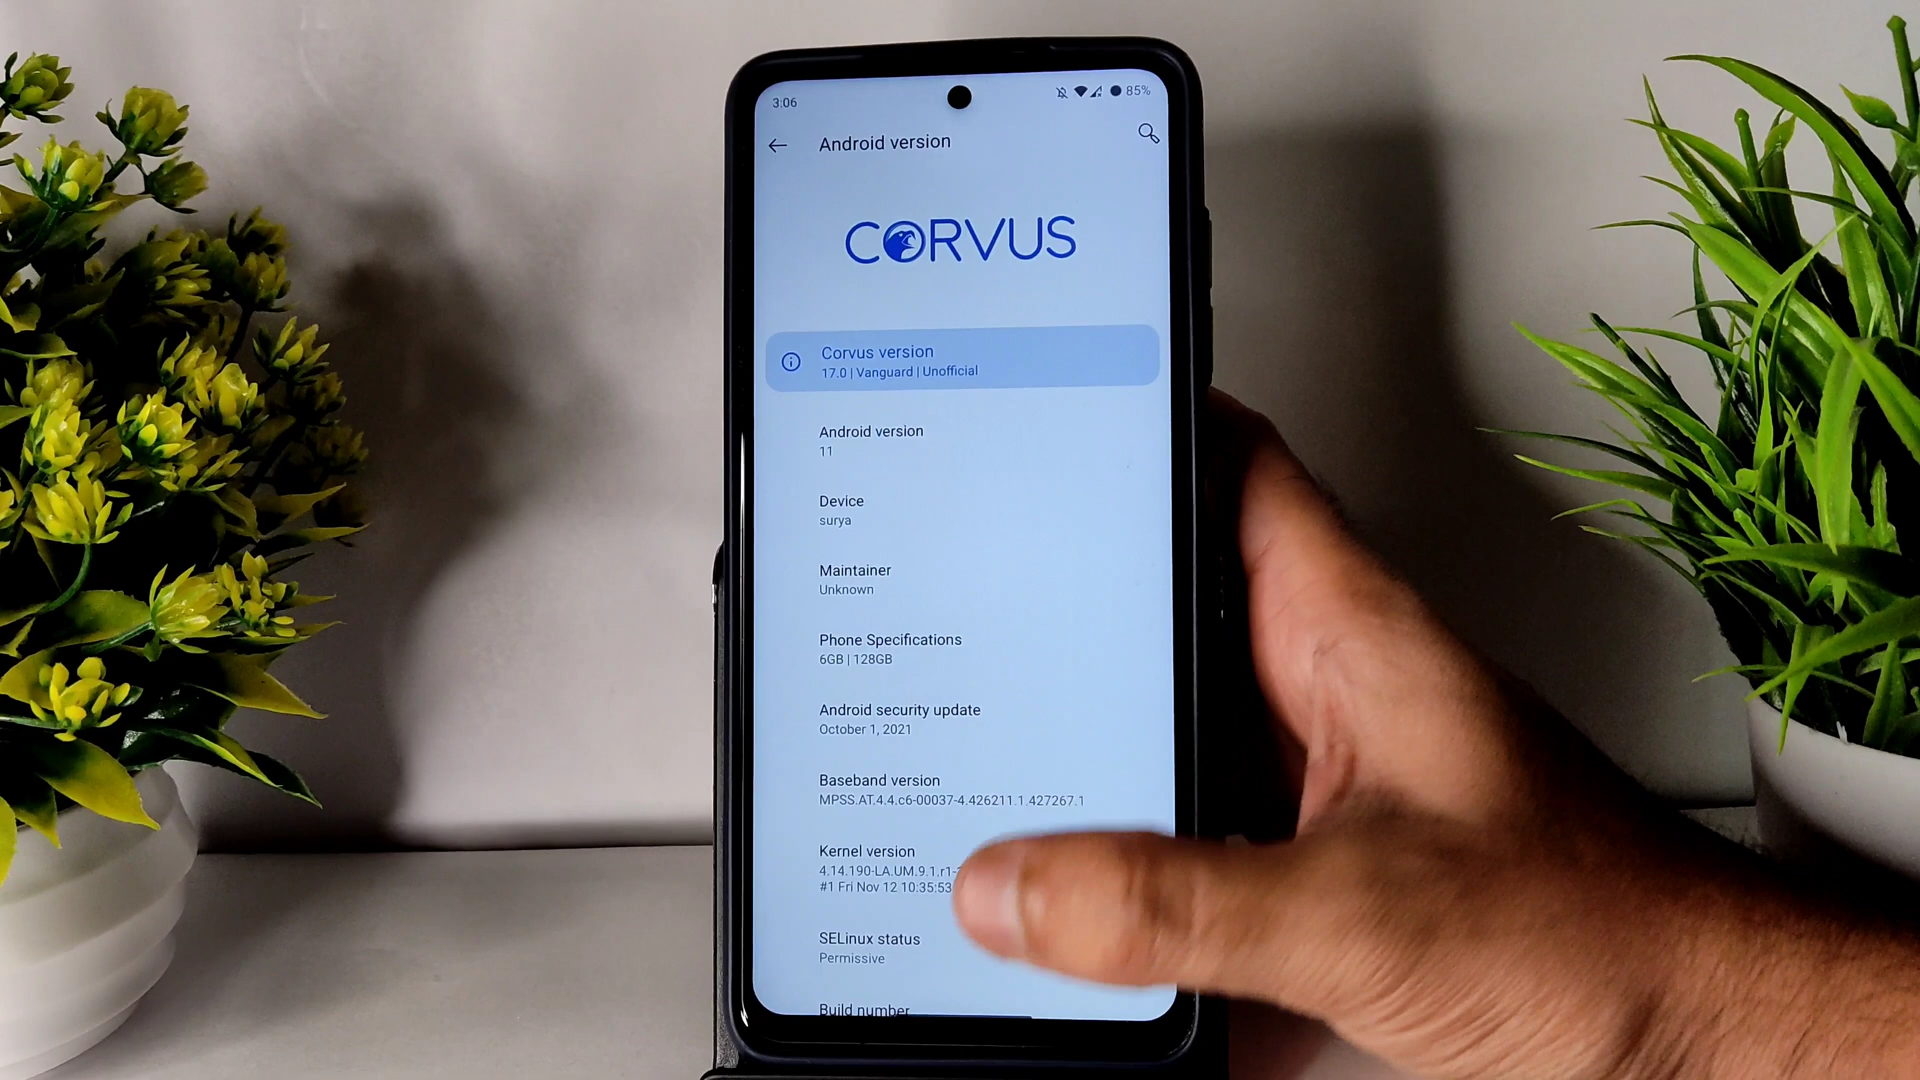 3:06
85%
Android version
CORVUS
Corvus version
17.0 | Vanguard | Unofficial
Android version
11
Device
surya
Maintainer
Unknown
Phone Specifications
6GB | 128GB
Android security update
October 1, 2021
Baseband version
MPSS.AT.4.4.c6-00037-4.426211.1.427267.1
Kernel version
4.14.190-LA.UM.9.1.r1-
#1 Fri Nov 12 10:35:53
SELinux status
Permissive
Build number